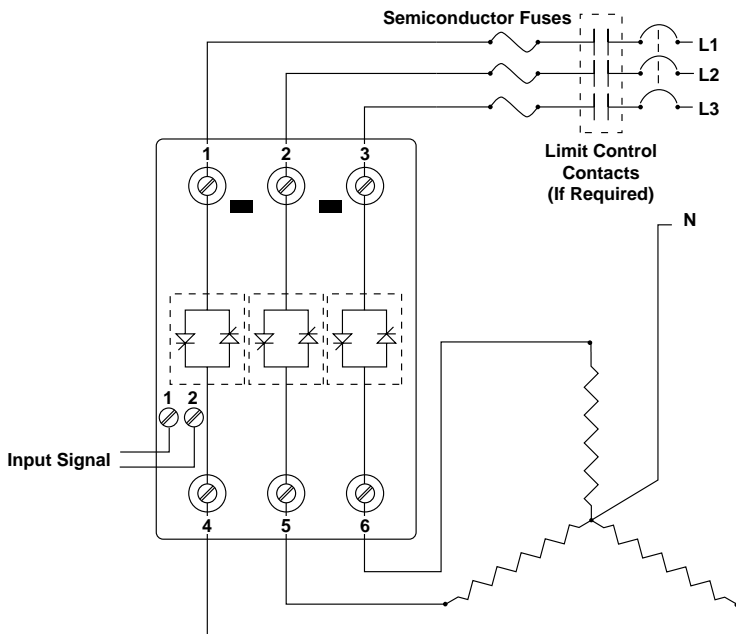 Semiconductor Fuses
L1
L2
L3
1 2 3
Limit Control
Contacts
(If Required)
N
1 2
Input Signal
4 5 6